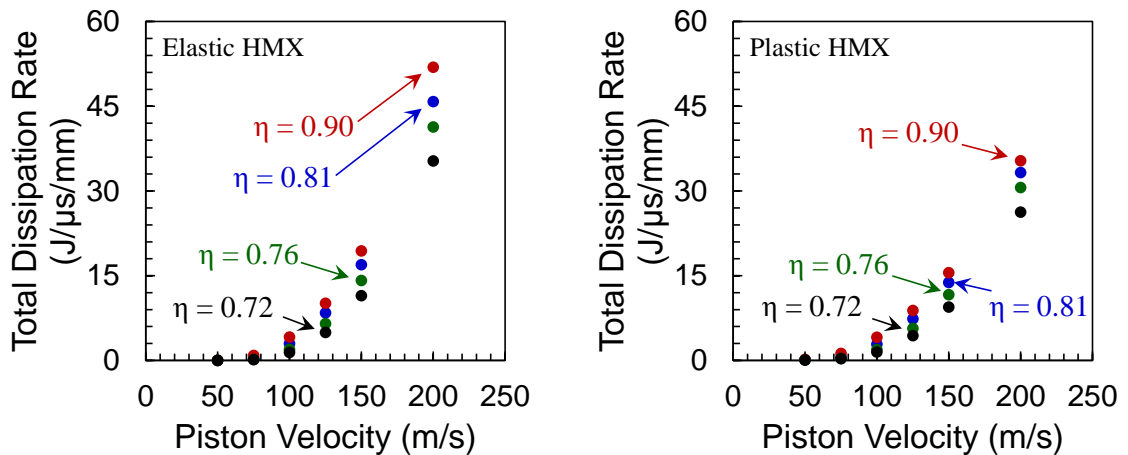 Total Dissipation Rate
(J/μs/mm)
60
45
30
15
0
Elastic HMX
η = 0.90
η = 0.81
η = 0.76
η = 0.72
0 50 100 150 200 250
Piston Velocity (m/s)
Total Dissipation Rate
(J/μs/mm)
60
45
30
15
0
Plastic HMX
η = 0.90
η = 0.76
η = 0.72
η = 0.81
0 50 100 150 200 250
Piston Velocity (m/s)